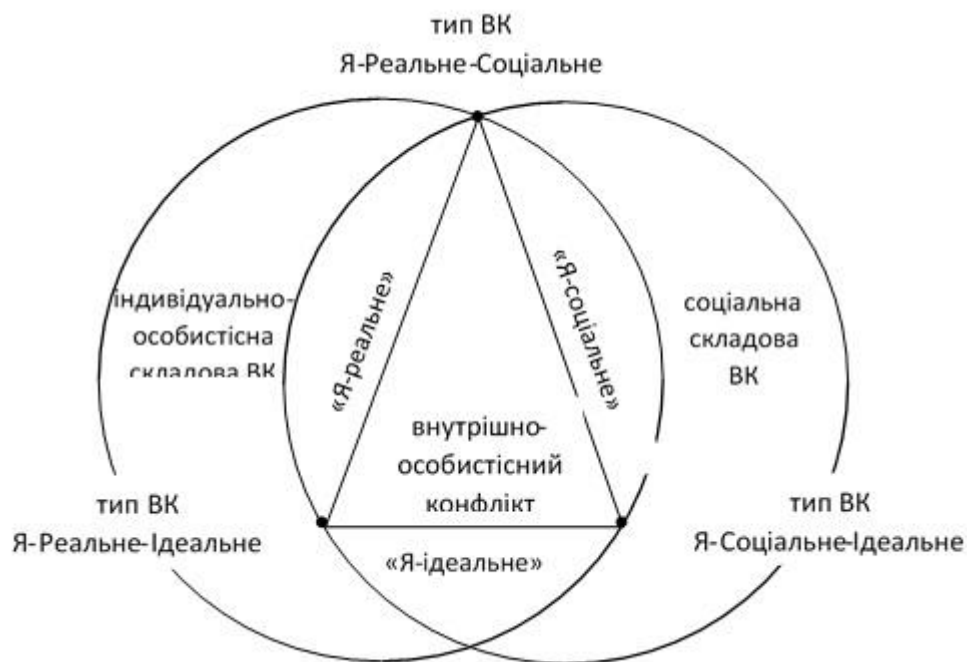 тип ВК
Я-Реальне-Соціальне
індивідуально-
особистісна
складова ВК
«Я-реальне»
«Я-соціальне»
соціальна
складова
ВК
внутрішно-
особистісний
конфлікт
тип ВК
Я-Реальне-Ідеальне
«Я-ідеальне»
тип ВК
Я-Соціальне-Ідеальне